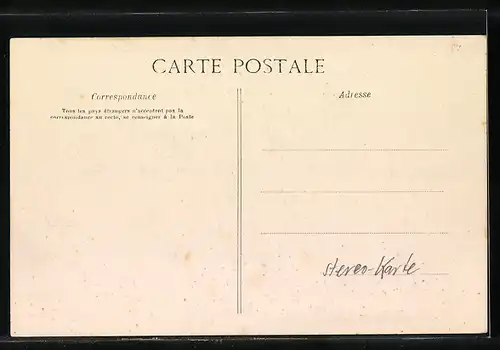 CARTE POSTALE
Correspondance
Tous les pays étrangers n'acceptent pas la
correspondance au recto, se renseigner à la Poste
Adresse
Stereo-Karte